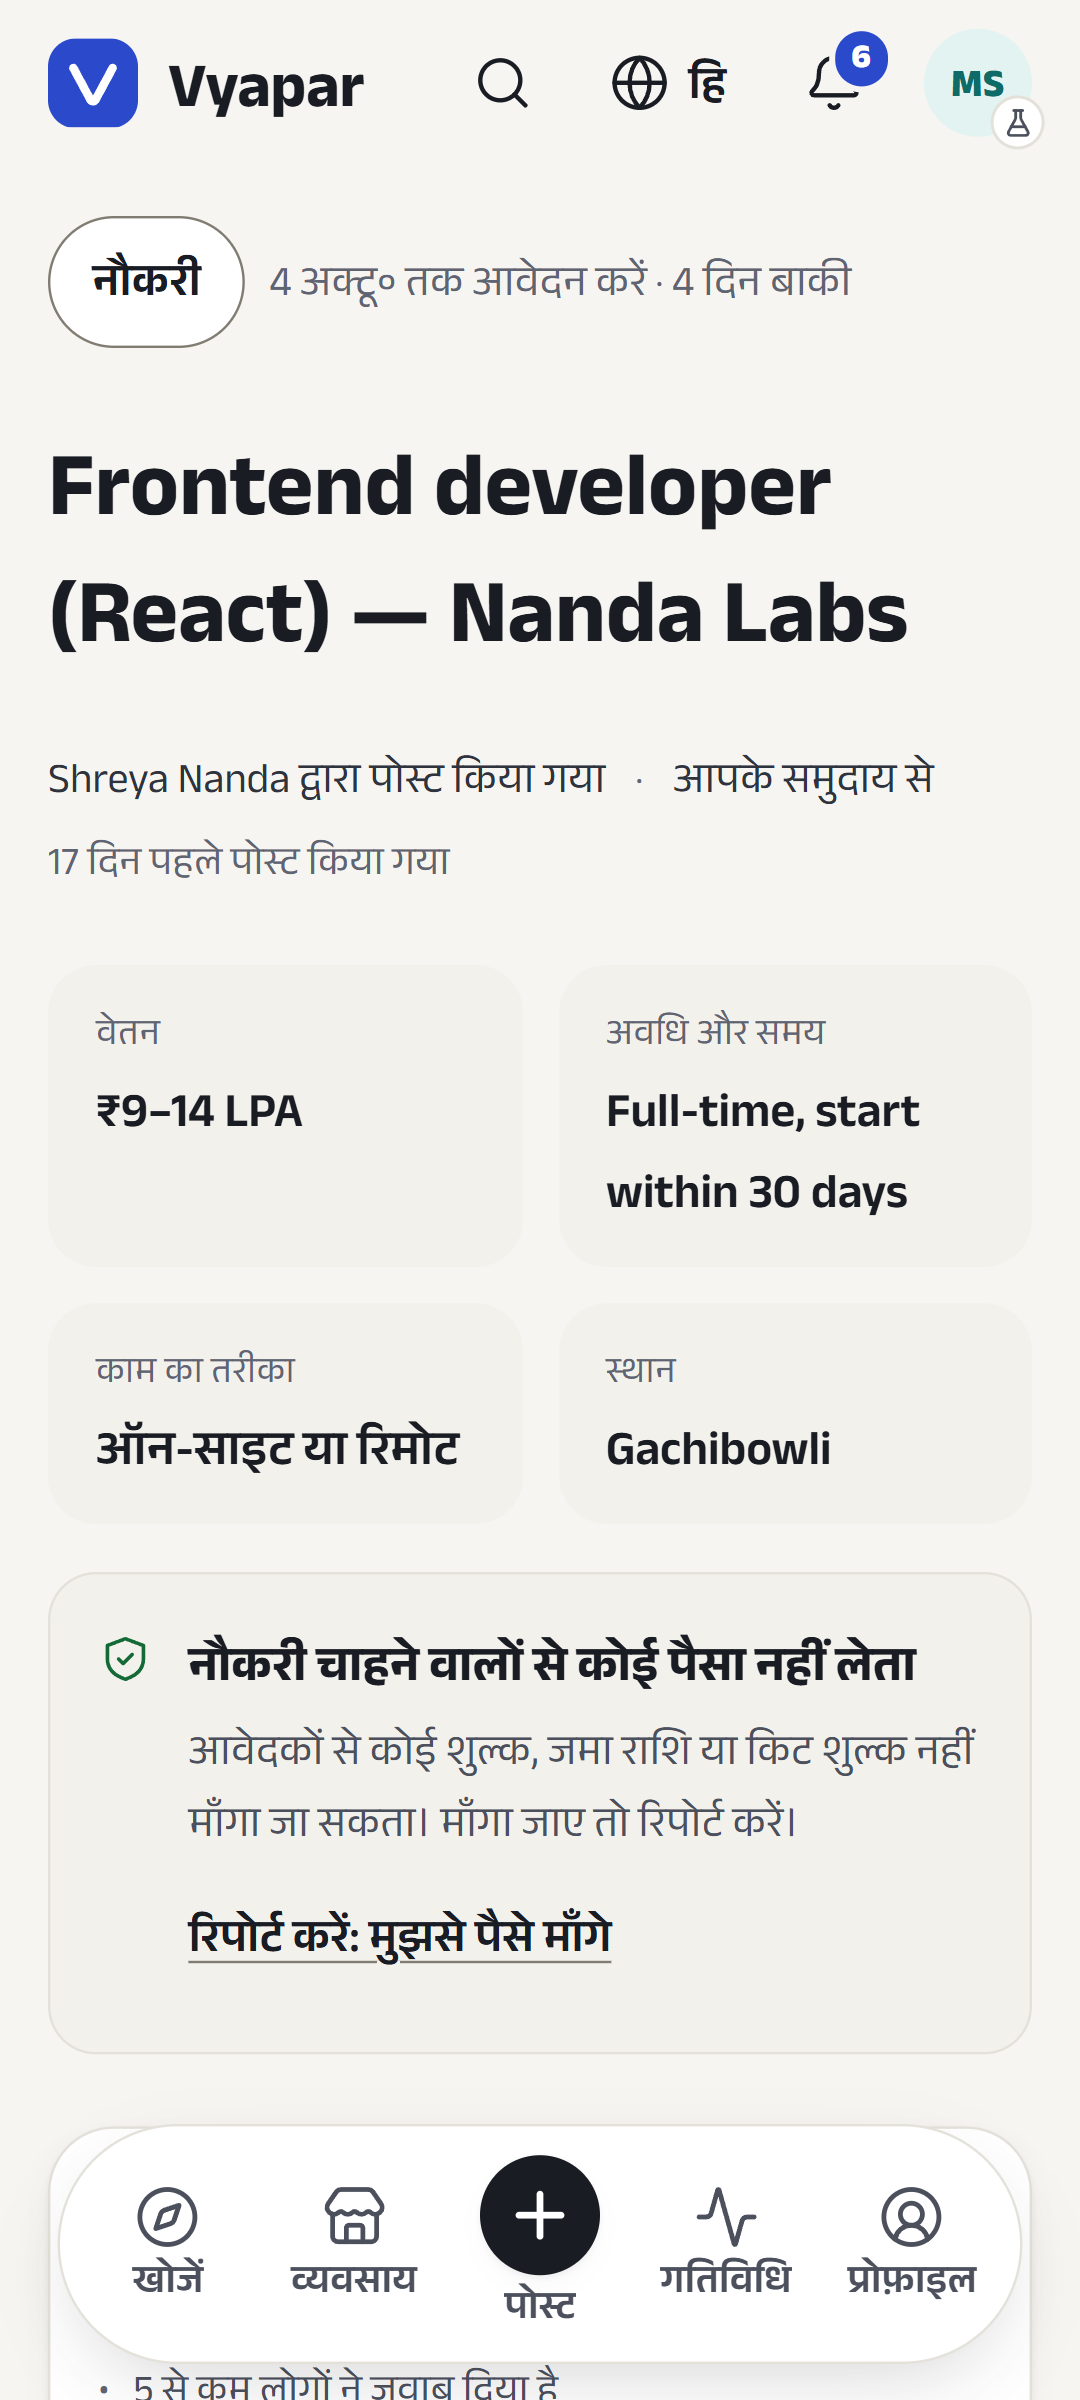 Vyapar
हि
6
MS
नौकरी
4 अक्टू० तक आवेदन करें · 4 दिन बाकी
Frontend developer
(React) — Nanda Labs
Shreya Nanda द्वारा पोस्ट किया गया · आपके समुदाय से
17 दिन पहले पोस्ट किया गया
वेतन
₹9–14 LPA
अवधि और समय
Full-time, start
within 30 days
काम का तरीका
ऑन-साइट या रिमोट
स्थान
Gachibowli
नौकरी चाहने वालों से कोई पैसा नहीं लेता
आवेदकों से कोई शुल्क, जमा राशि या किट शुल्क नहीं
माँगा जा सकता। माँगा जाए तो रिपोर्ट करें।
रिपोर्ट करें: मुझसे पैसे माँगे
खोजें
व्यवसाय
पोस्ट
गतिविधि
प्रोफ़ाइल
• 5 से कम लोगों ने जवाब दिया है